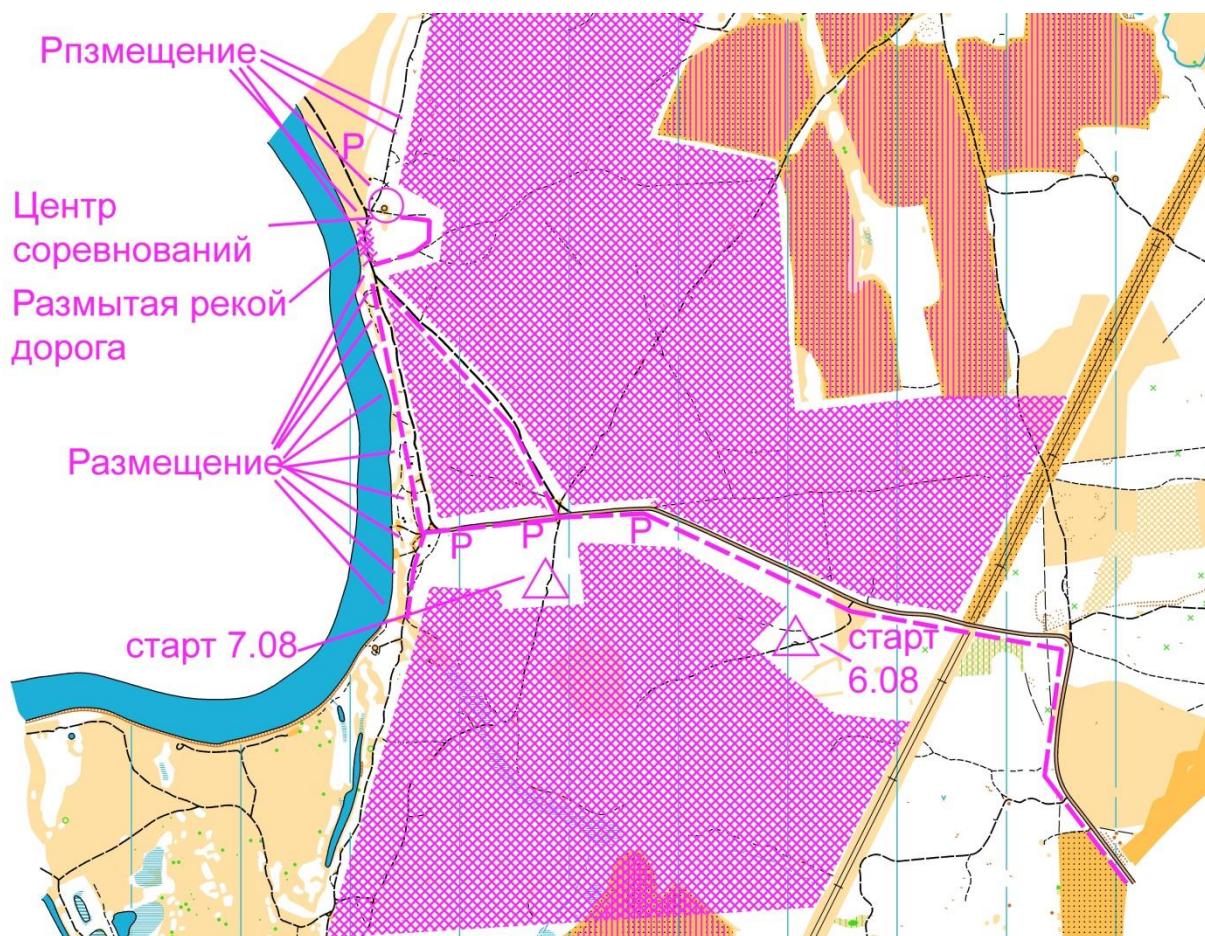 Рпзмещение
Р
Центр
соревнований
Размытая рекой
дорога
Размещение
Р
Р
Р
старт 7.08
старт
6.08